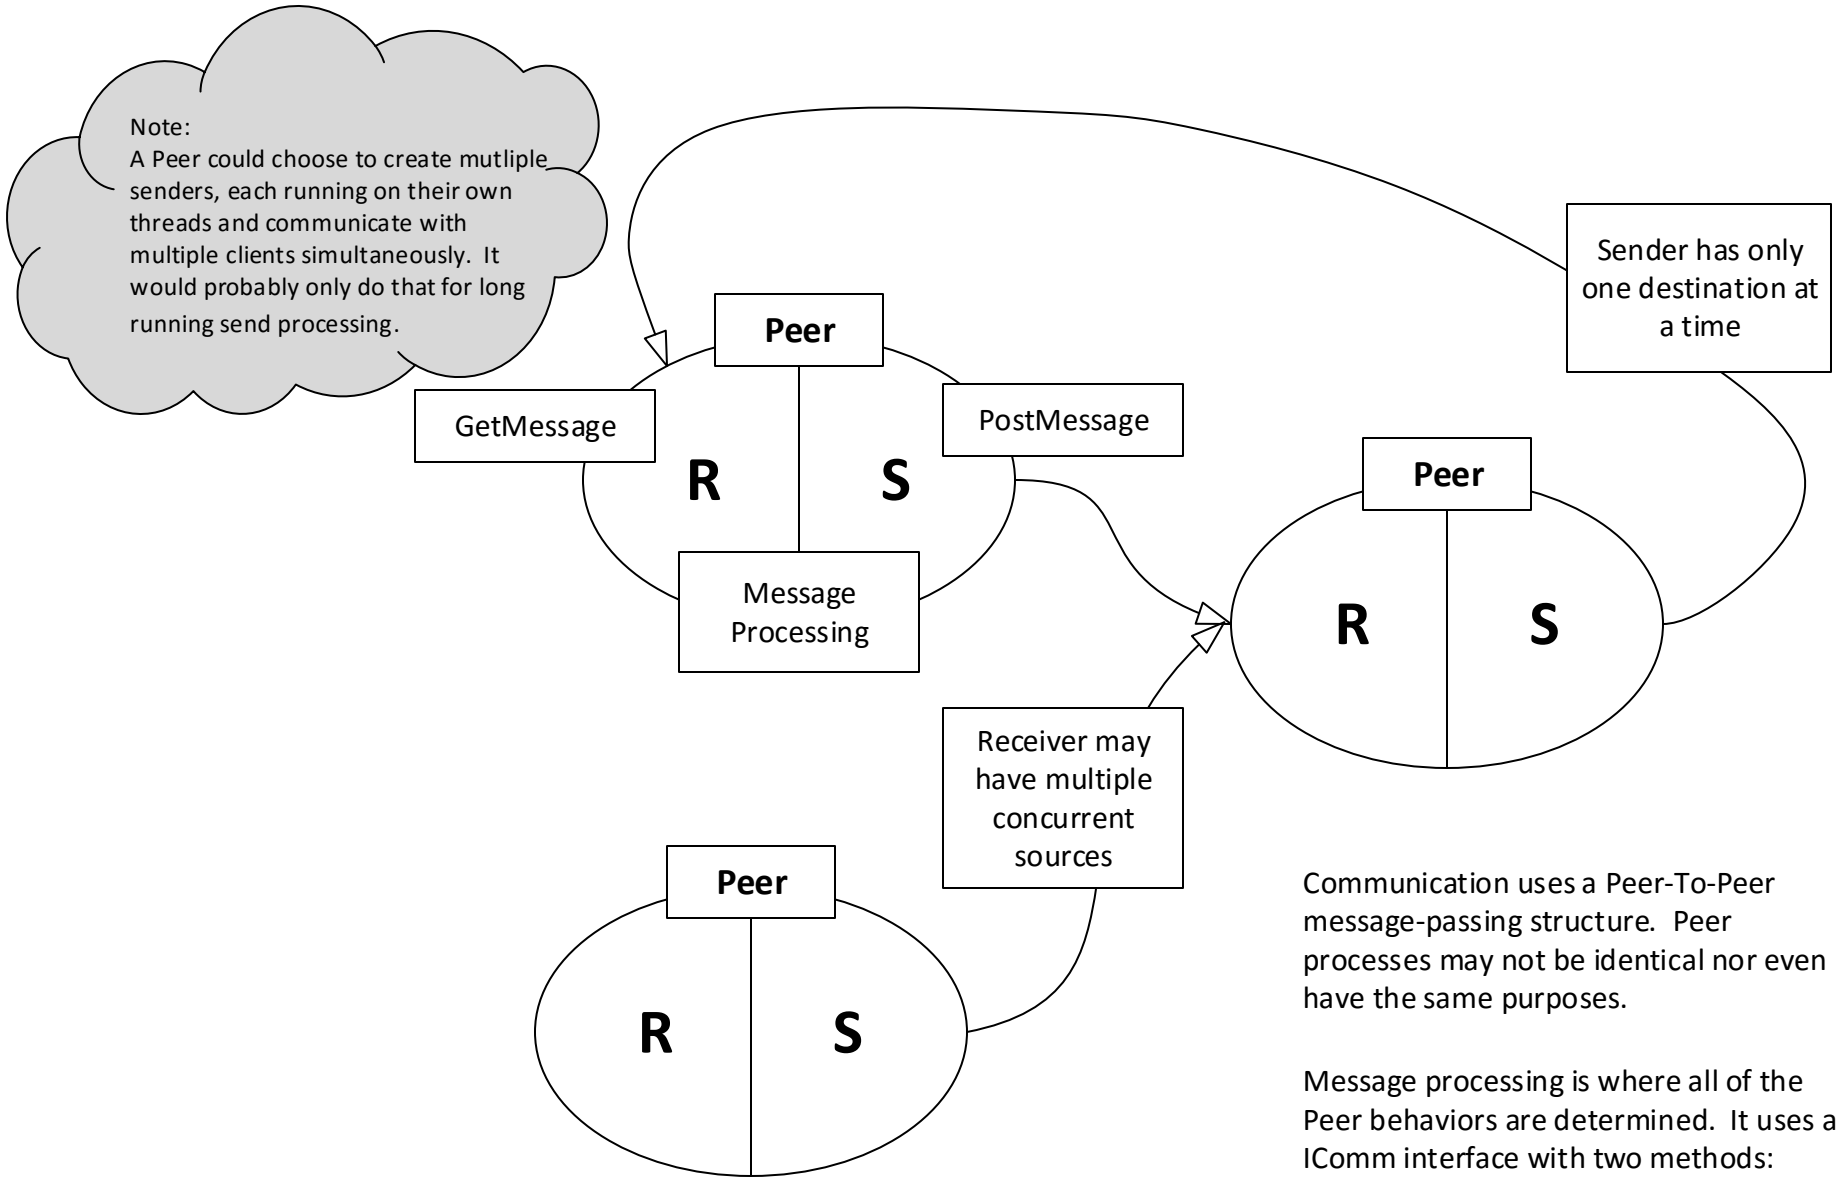 Note:
A Peer could choose to create mutliple
senders, each running on their own
threads and communicate with
multiple clients simultaneously.  It
would probably only do that for long
running send processing.
Sender has only
one destination at
a time
Peer
GetMessage
PostMessage
R
S
Message
Processing
Peer
R
S
Receiver may
have multiple
concurrent
sources
Peer
R
S
Communication uses a Peer-To-Peer
message-passing structure.  Peer
processes may not be identical nor even
have the same purposes.
Message processing is where all of the
Peer behaviors are determined.  It uses a
IComm interface with two methods: